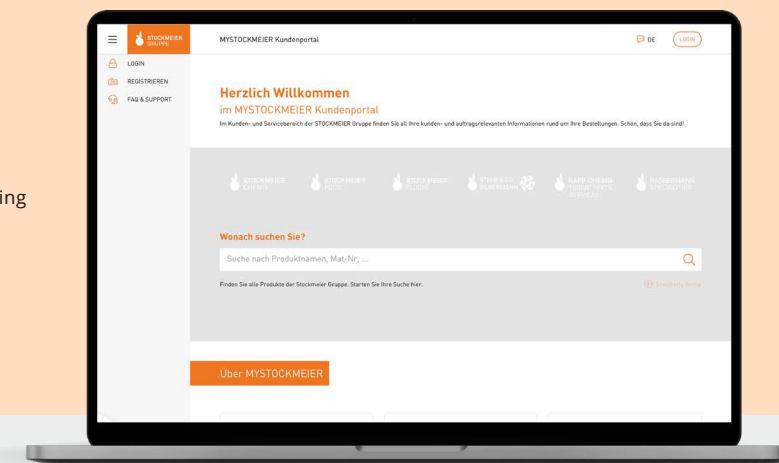 ing
STOCKMEIER
GRUPPE
MYSTOCKMEIER Kundenportal
DE
LOGIN
LOGIN
REGISTRIEREN
FAQ & SUPPORT
Herzlich Willkommen
im MYSTOCKMEIER Kundenportal
Im Kunden- und Servicebereich der STOCKMEIER Gruppe finden Sie all Ihre kunden- und auftragsrelevanten Informationen rund um Ihre Bestellungen. Schön, dass Sie da sind!
STOCKMEIER
CHEMIE
STOCKMEIER
FOOD
STOCKMEIER
FLUIDS
SILBERMANN
Wonach suchen Sie?
Suche nach Produktnamen, Mat-Nr, ...
Finden Sie alle Produkte der Stockmeier Gruppe. Starten Sie Ihre Suche hier.
Erweiterte Suche
Über MYSTOCKMEIER